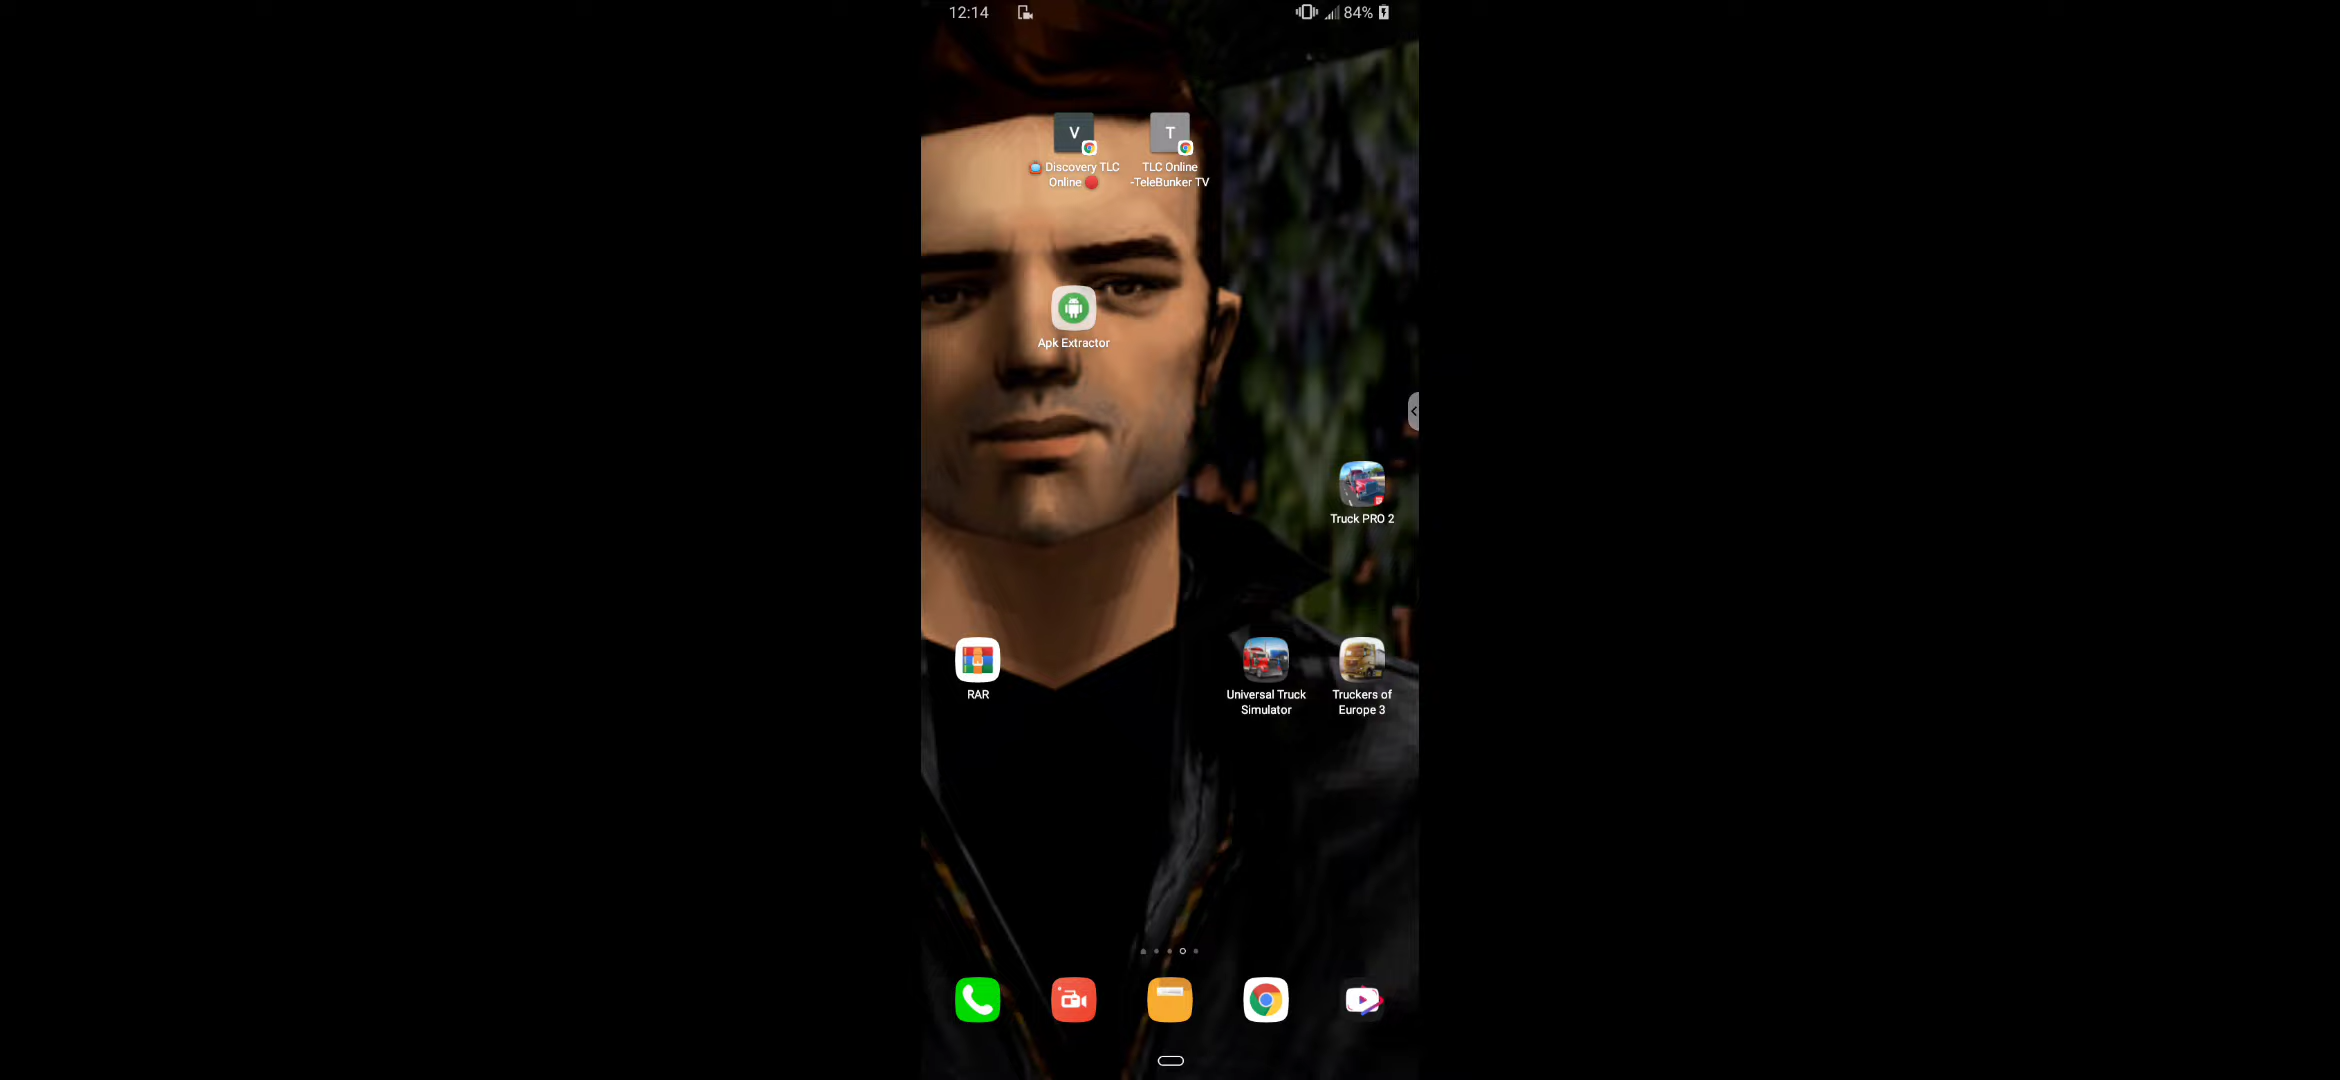 12:14
84%
V
T
Discovery TLC
Online
TLC Online
-TeleBunker TV
Apk Extractor
Truck PRO 2
RAR
Universal Truck
Simulator
Truckers of
Europe 3